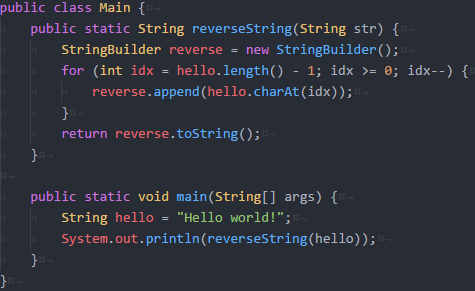 public class Main {
    public static String reverseString(String str) {
        StringBuilder reverse = new StringBuilder();
        for (int idx = hello.length() - 1; idx >= 0; idx--) {
            reverse.append(hello.charAt(idx));
        }
        return reverse.toString();
    }

    public static void main(String[] args) {
        String hello = "Hello world!";
        System.out.println(reverseString(hello));
    }
}